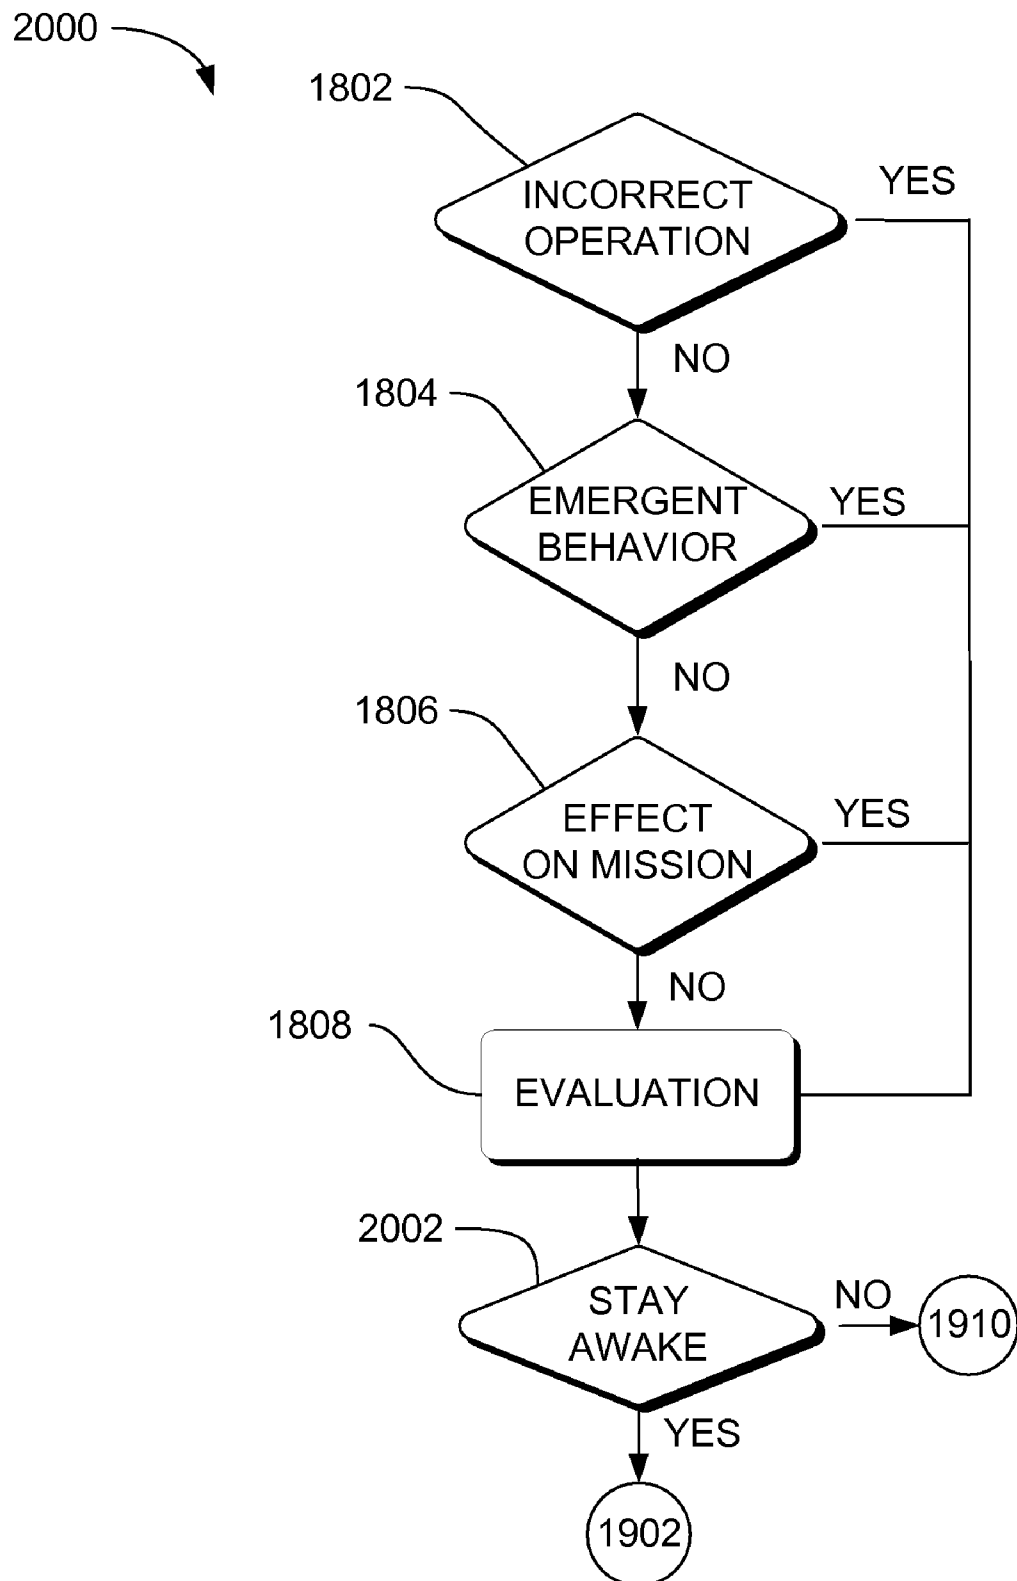 2000
1802
INCORRECT
OPERATION
YES
NO
1804
EMERGENT
BEHAVIOR
YES
NO
1806
EFFECT
ON MISSION
YES
NO
1808
EVALUATION
2002
STAY
AWAKE
NO
1910
YES
1902